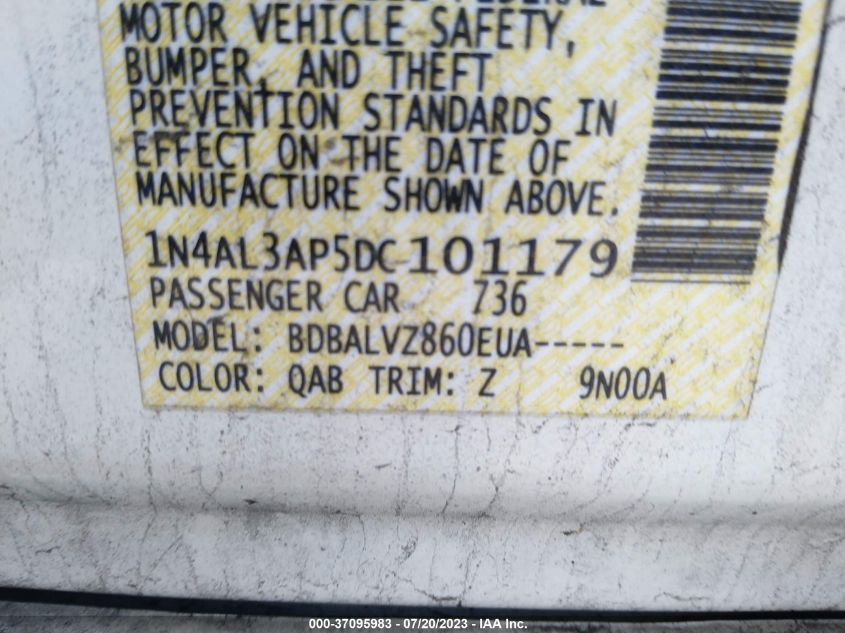 FEDERAL
MOTOR VEHICLE SAFETY,
BUMPER, AND THEFT
PREVENTION STANDARDS IN
EFFECT ON THE DATE OF
MANUFACTURE SHOWN ABOVE.
1N4AL3AP5DC101179
PASSENGER CAR 736
MODEL: BDBALVZ860EUA-----
COLOR: QAB TRIM: Z 9N00A
000-37095983 - 07/20/2023 - IAA Inc.